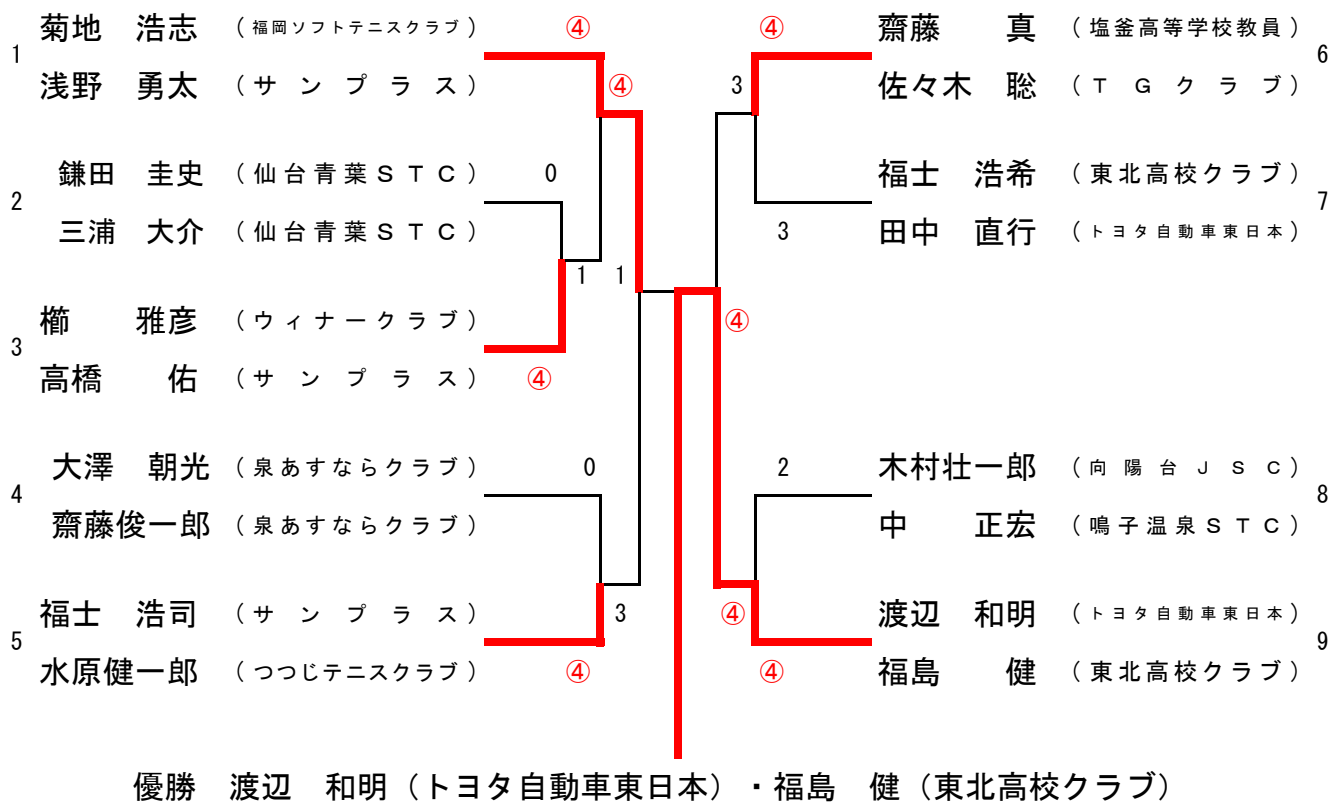 菊地　浩志 （福岡ソフトテニスクラブ） ④
1
浅野　勇太 （サンプラス） ④
鎌田　圭史 （仙台青葉ＳＴＣ） 0
2
三浦　大介 （仙台青葉ＳＴＣ）
1 1
櫛　　雅彦 （ウィナークラブ）
3
高橋　　佑 （サンプラス） ④
大澤　朝光 （泉あすならクラブ） 0
4
齋藤俊一郎 （泉あすならクラブ）
福士　浩司 （サンプラス） 3
5
水原健一郎 （つつじテニスクラブ） ④
④ 齋藤　　真 （塩釜高等学校教員）
6
3 佐々木　聡 （ＴＧクラブ）
福士　浩希 （東北高校クラブ）
7
3 田中　直行 （トヨタ自動車東日本）
④
2 木村壮一郎 （向陽台ＪＳＣ）
8
中　　正宏 （鳴子温泉ＳＴＣ）
④ 渡辺　和明 （トヨタ自動車東日本）
9
④ 福島　　健 （東北高校クラブ）
優勝　渡辺　和明（トヨタ自動車東日本）・福島　健（東北高校クラブ）